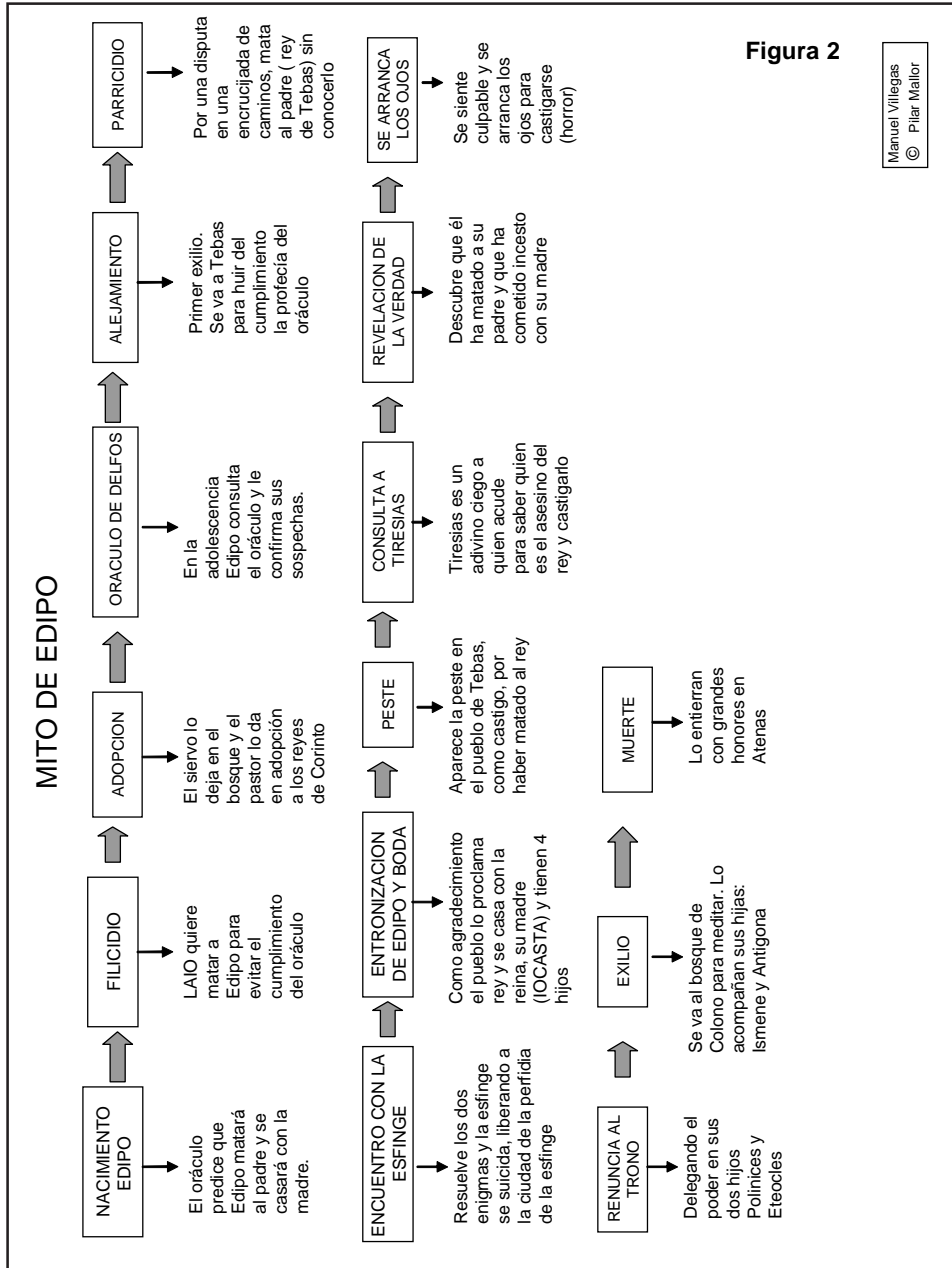 MITO DE EDIPO
NACIMIENTO
EDIPO
El oráculo
predice que
Edipo matará
al padre y se
casará con la
madre.
FILICIDIO
LAIO quiere
matar a
Edipo para
evitar el
cumplimiento
del oráculo
ADOPCION
El siervo lo
deja en el
bosque y el
pastor lo da
en adopción
a los reyes
de Corinto
ORACULO DE DELFOS
En la
adolescencia
Edipo consulta
el oráculo y le
confirma sus
sospechas.
ALEJAMIENTO
Primer exilio.
Se va a Tebas
para huir del
cumplimiento
la profecía del
oráculo
PARRICIDIO
Por una disputa
en una
encrucijada de
caminos, mata
al padre ( rey
de Tebas) sin
conocerlo
ENCUENTRO CON LA
ESFINGE
Resuelve los dos
enigmas y la esfinge
se suicida, liberando a
la ciudad de la perfidia
de la esfinge
ENTRONIZACION
DE EDIPO Y BODA
Como agradecimiento
el pueblo lo proclama
rey y se casa con la
reina, su madre
(IOCASTA) y tienen 4
hijos
PESTE
Aparece la peste en
el pueblo de Tebas,
como castigo, por
haber matado al rey
CONSULTA A
TIRESIAS
Tiresias es un
adivino ciego a
quien acude
para saber quien
es el asesino del
rey y castigarlo
REVELACION DE
LA VERDAD
Descubre que él
ha matado a su
padre y que ha
cometido incesto
con su madre
SE ARRANCA
LOS OJOS
Se siente
culpable y se
arranca los
ojos para
castigarse
(horror)
RENUNCIA AL
TRONO
Delegando el
poder en sus
dos hijos
Polinices y
Eteocles
EXILIO
Se va al bosque de
Colono para meditar. Lo
acompañan sus hijas:
Ismene y Antígona
MUERTE
Lo entierran
con grandes
honores en
Atenas
Figura 2
Manuel Villegas
© Pilar Mallor